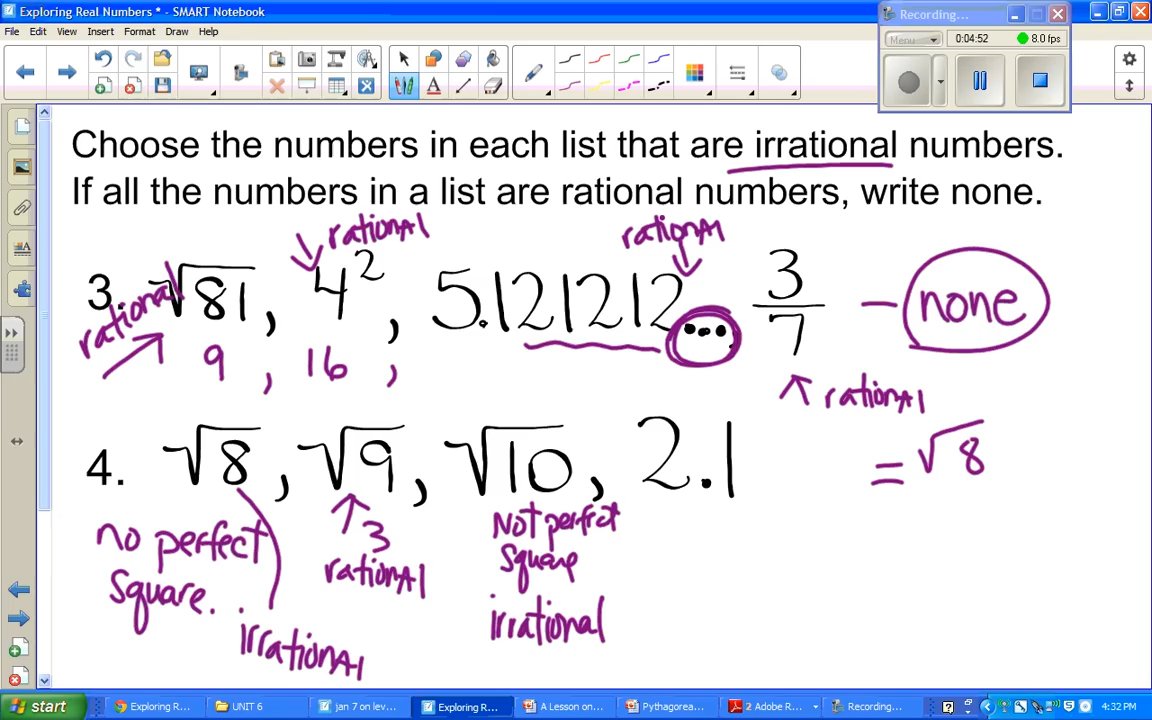 Exploring Real Numbers * - SMART Notebook
Recording...
File Edit View Insert Format Draw Help
Menu 0:04:52 8.0 fps
Choose the numbers in each list that are irrational numbers.
If all the numbers in a list are rational numbers, write none.
rational rational
3. √81, 4², 5.121212... 3/7 – none
rational
9, 16,
rational
4. √8, √9, √10, 2.1 = √8
no perfect
square.
irrational
3
rational
Not perfect
square
irrational
start Exploring R... UNIT 6 jan 7 on lev... Exploring R... A Lesson on... Pythagorea... 2 Adobe R... Recording... 4:32 PM